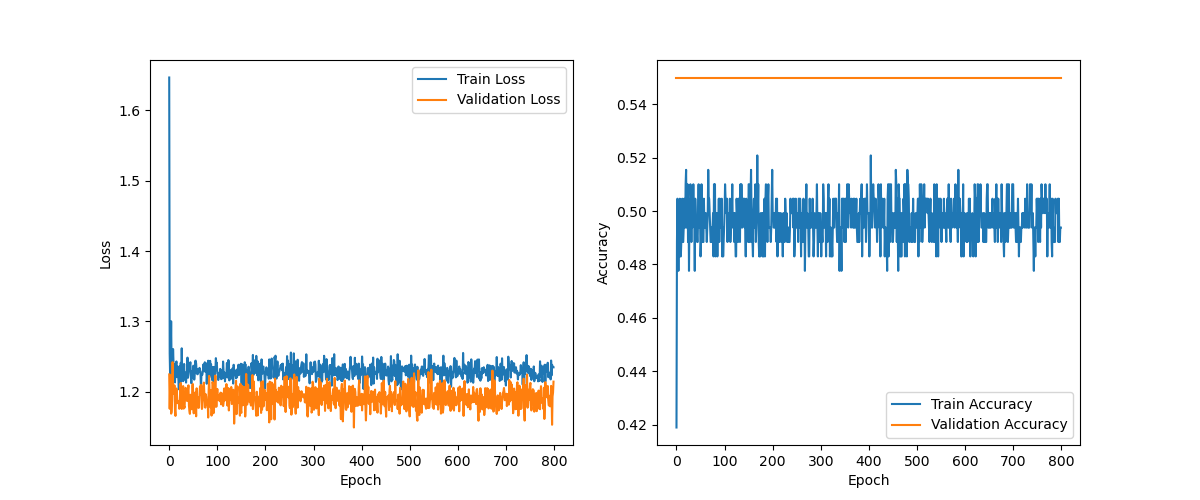 Train Loss
Validation Loss
1.6
1.5
1.4
1.3
1.2
Loss
0 100 200 300 400 500 600 700 800
Epoch
0.54
0.52
0.50
0.48
0.46
0.44
0.42
Accuracy
Train Accuracy
Validation Accuracy
0 100 200 300 400 500 600 700 800
Epoch